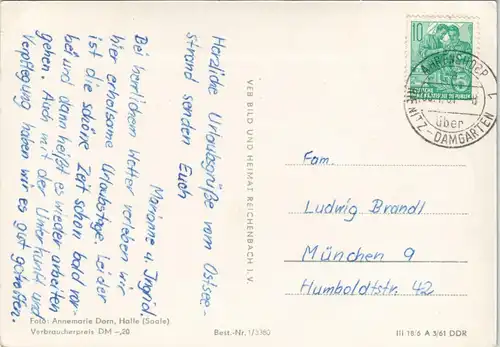 Herzliche Urlaubsgrüße vom Ostsee-
strand senden Euch
Marianne u. Ingrid.
Bei herrlichem Wetter verleben wir
hier erholsame Urlaubstage. Leider
ist die schöne Zeit schon bald vor-
bei und dann heißt es wieder arbeiten
gehen. Auch mit der Unterkunft und
Verpflegung haben wir es gut getroffen.
Foto: Annemarie Dorn, Halle (Saale)
Verbraucherpreis DM –,20
VEB BILD UND HEIMAT REICHENBACH I. V.
Best.-Nr. 1/3360
10
AHRENSHOOP
über
RIBNITZ-DAMGARTEN
Fam.
Ludwig Brandl
München 9
Humboldtstr. 42
III 18/6 A 3/61 DDR